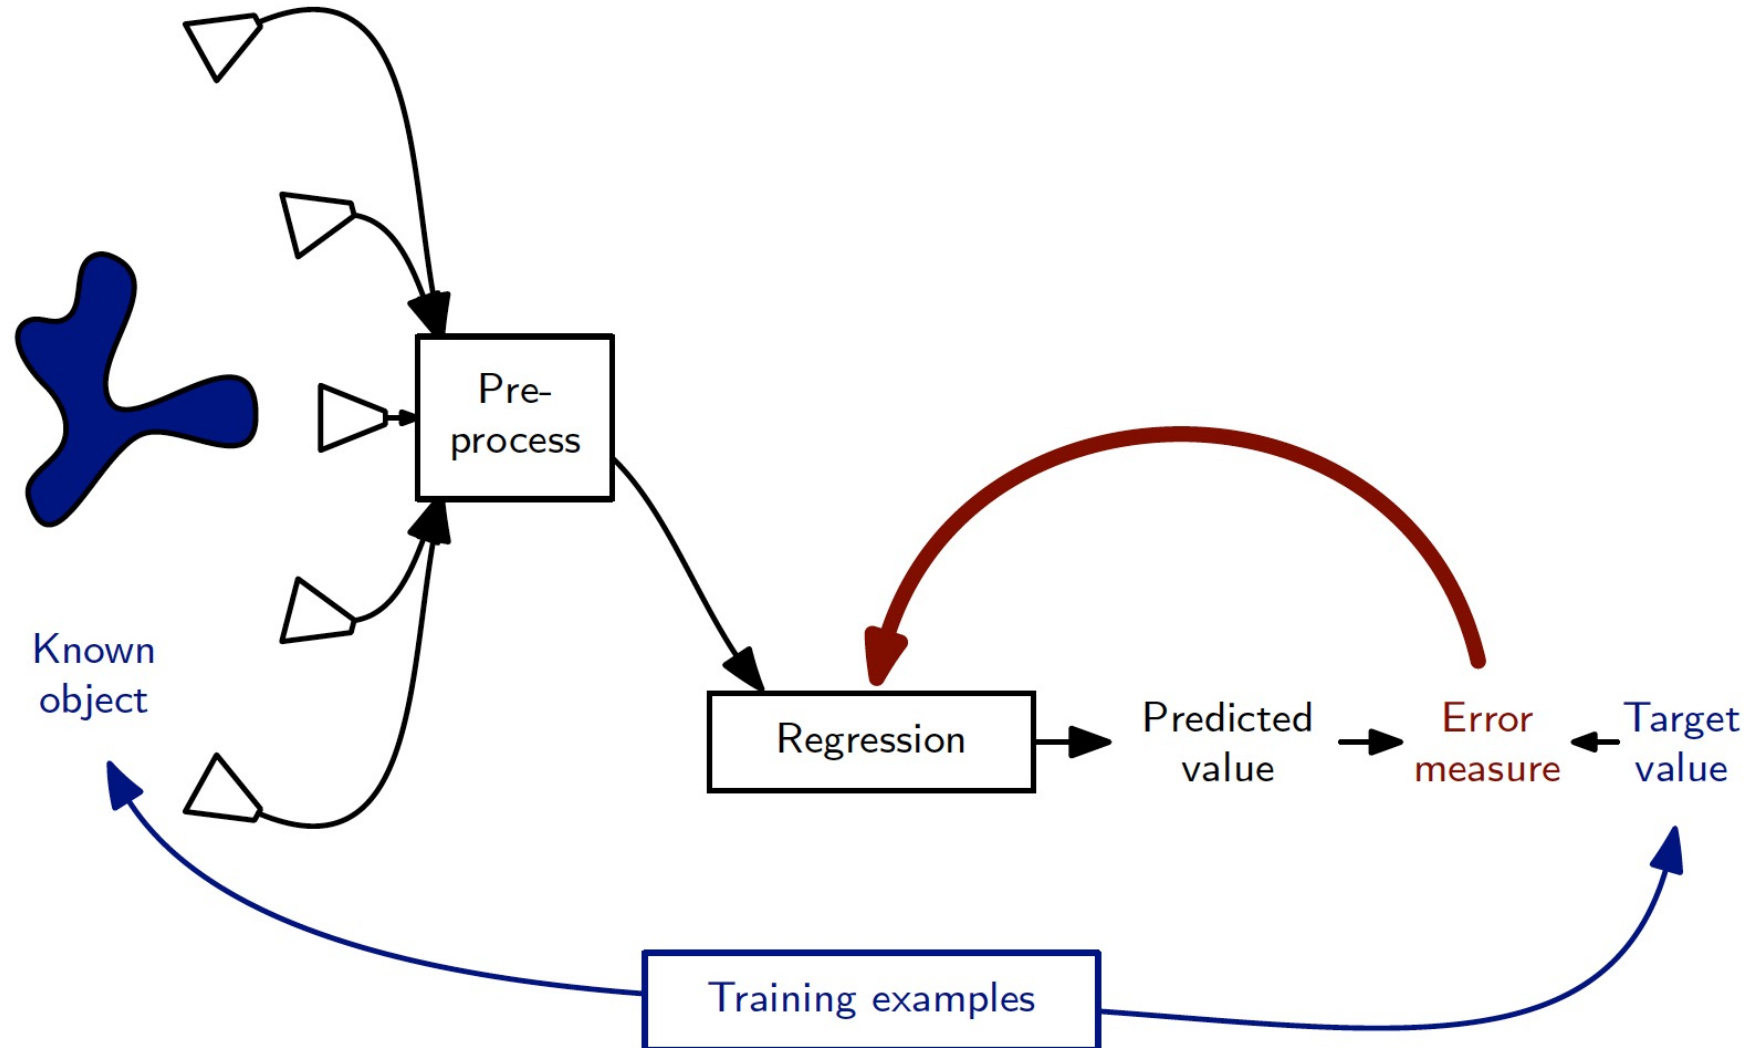 Pre-
process
Known
object
Regression
Predicted
value
Error
measure
Target
value
Training examples